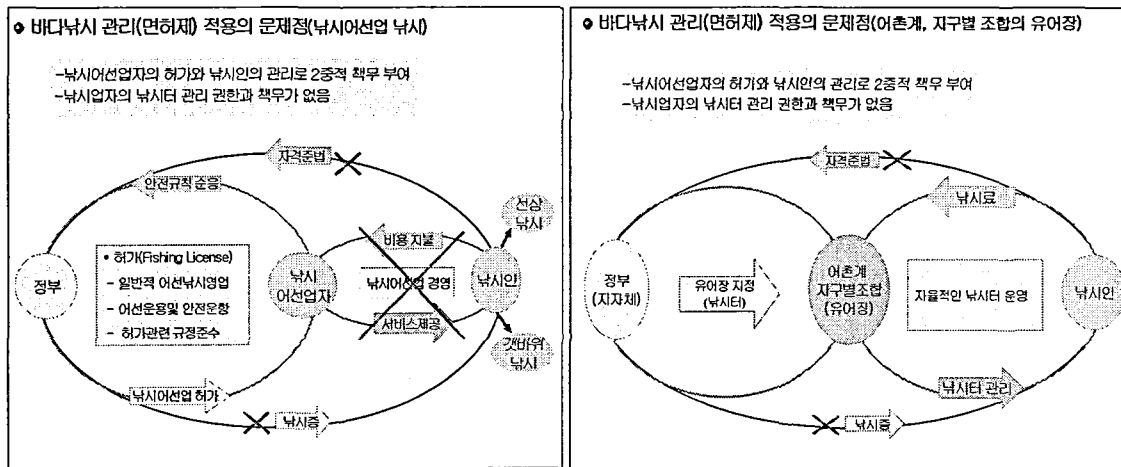 • 바다낚시 관리(면허제) 적용의 문제점(낚시어선업 낚시)
-낚시어선업자의 허가와 낚시인의 관리로 2중적 책무 부여
-낚시업자의 낚시터 관리 권한과 책무가 없음
자격준법
안전규칙 순응
선상
낚시
비용 지불
정부
• 허가(Fishing License)
- 일반적 어선낚시영업
- 어선운용및 안전운항
- 허가관련 규정준수
낚시
어선업자
낚시어선업 경영
낚시인
서비스제공
갯바위
낚시
낚시어선업 허가
낚시증
• 바다낚시 관리(면허제) 적용의 문제점(어촌계, 지구별 조합의 유어장)
-낚시어선업자의 허가와 낚시인의 관리로 2중적 책무 부여
-낚시업자의 낚시터 관리 권한과 책무가 없음
자격준법
낚시료
정부
(지자체)
유어장 지정
(낚시터)
어촌계
지구별조합
(유어장)
자율적인 낚시터 운영
낚시인
낚시터 관리
낚시증